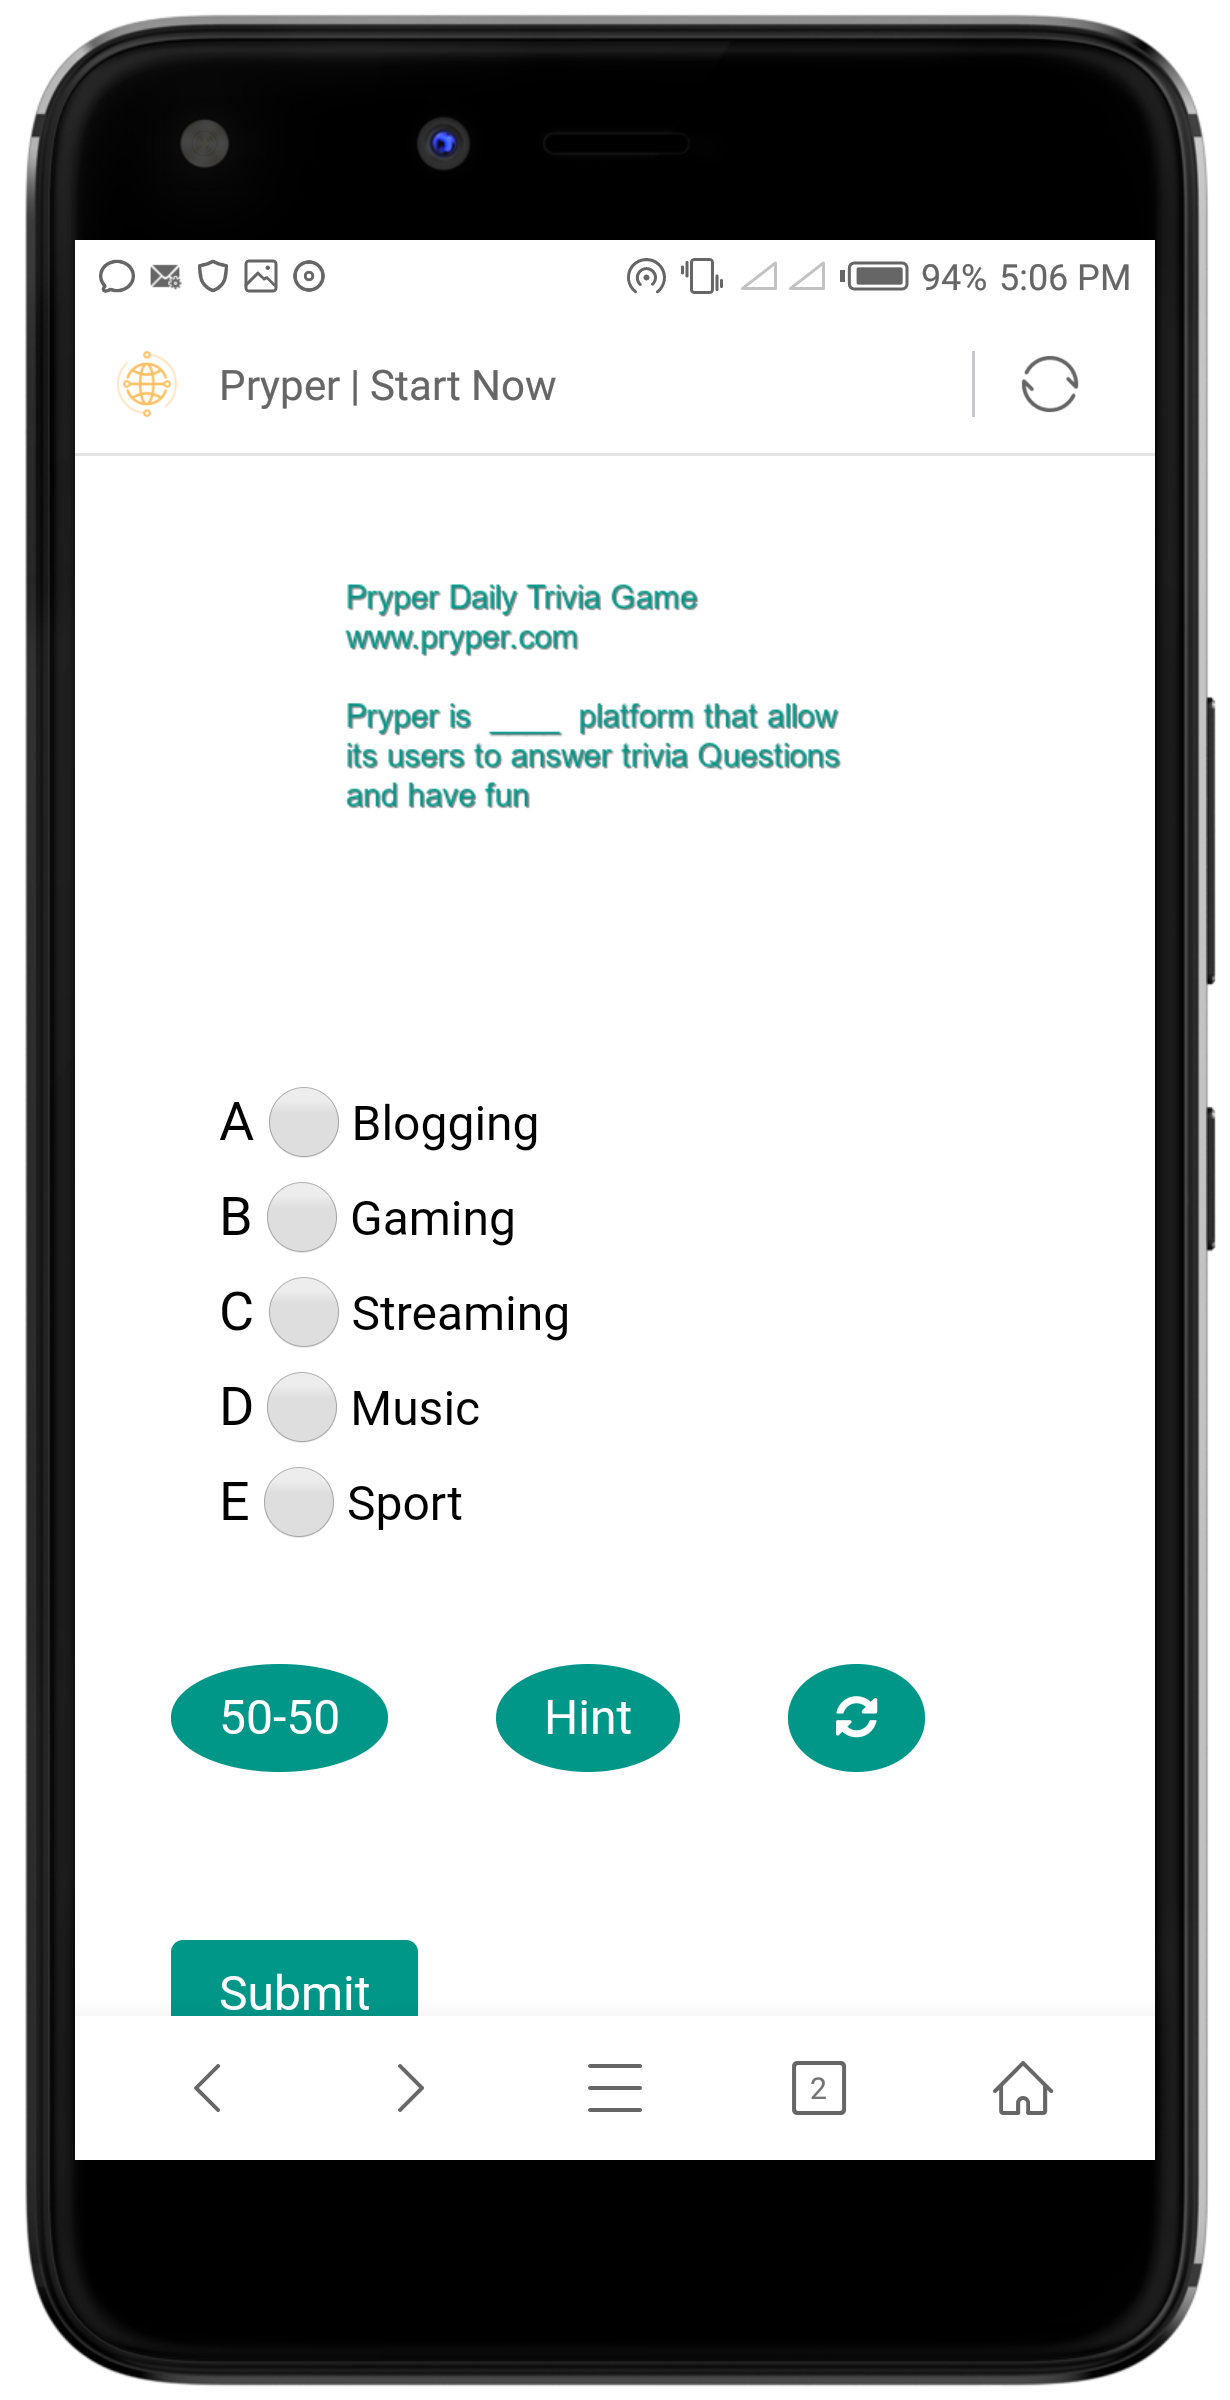 94% 5:06 PM
Pryper | Start Now
Pryper Daily Trivia Game
www.pryper.com
Pryper is ____ platform that allow
its users to answer trivia Questions
and have fun
A Blogging
B Gaming
C Streaming
D Music
E Sport
50-50 Hint
Submit
2